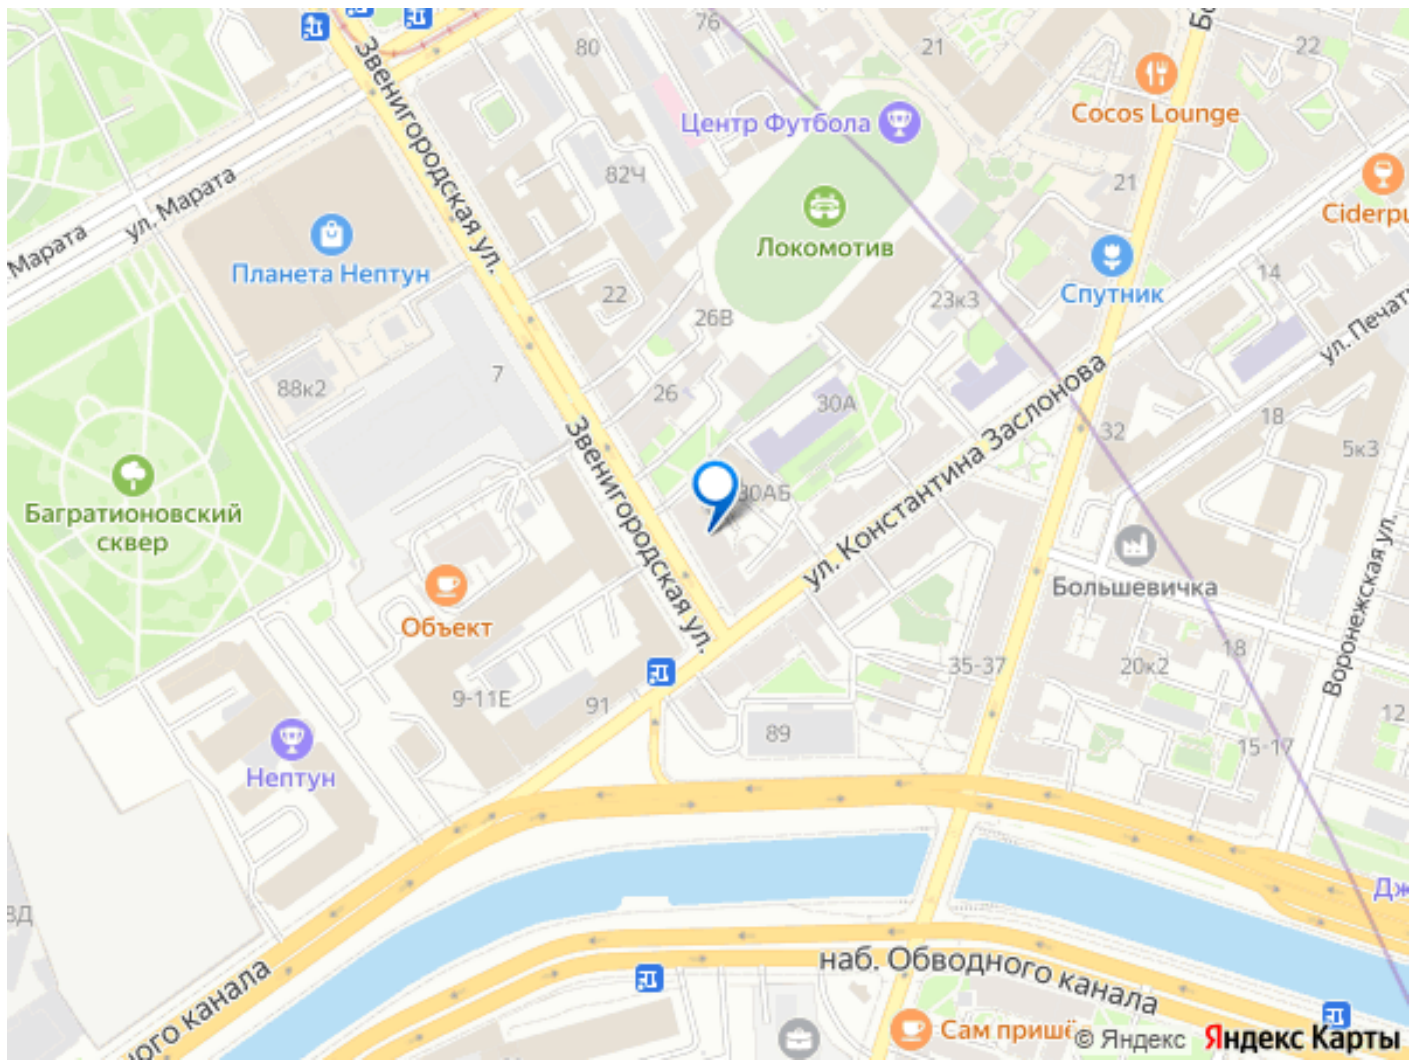 76
80
21
22
Cocos Lounge
Центр Футбола
Звенигородская ул.
82Ч
21
ул. Марата
Марата
Планета Нептун
Локомотив
Спутник
14
22
26В
23к3
ул. Константина Заслонова
88к2
7
26
30А
32
18
5к3
Звенигородская ул.
30АБ
Багратионовский
сквер
Большевичка
Воронежская ул.
Объект
35-37
20к2
18
9-11Е
91
89
12
15-17
Нептун
наб. Обводного канала
Сам
© Яндекс
Яндекс Карты